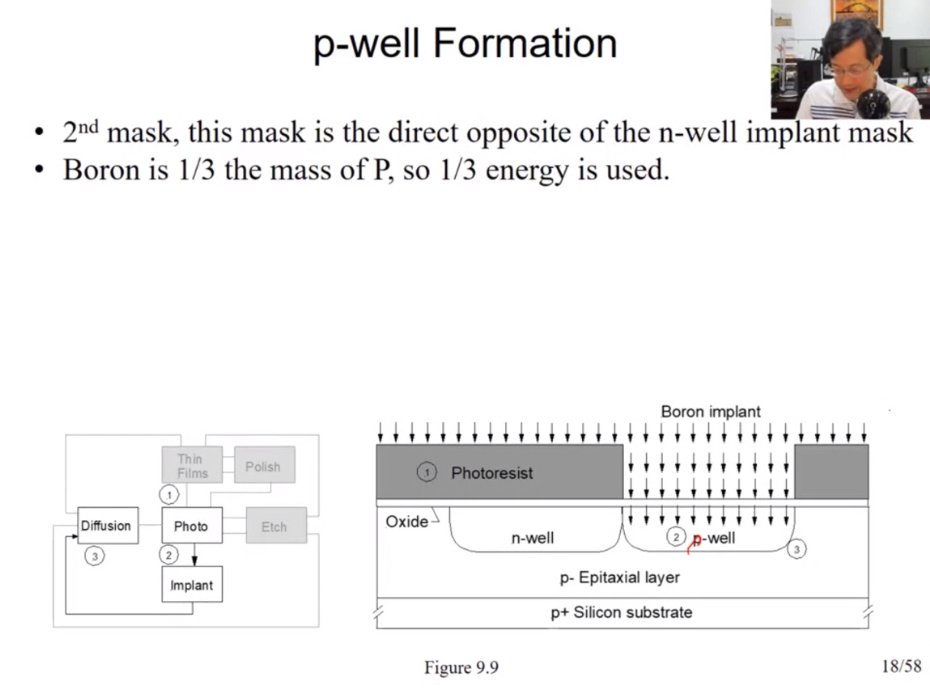 p-well Formation
• 2nd mask, this mask is the direct opposite of the n-well implant mask
• Boron is 1/3 the mass of P, so 1/3 energy is used.
Boron implant
Thin
Films
Polish
1
1 Photoresist
Diffusion
Photo
Etch
Oxide
n-well
2 p-well
3
3
2
Implant
p- Epitaxial layer
p+ Silicon substrate
Figure 9.9
18/58